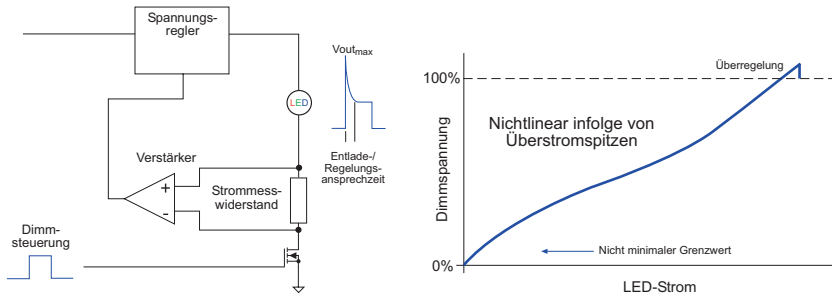 Spannungs-
regler
Vout max
LED
Entlade-/
Regelungs-
ansprechzeit
Verstärker
+
-
Strommess-
widerstand
Dimm-
steuerung
Überregelung
100%
Nichtlinear infolge von
Überstromspitzen
Dimmspannung
Nicht minimaler Grenzwert
0%
LED-Strom